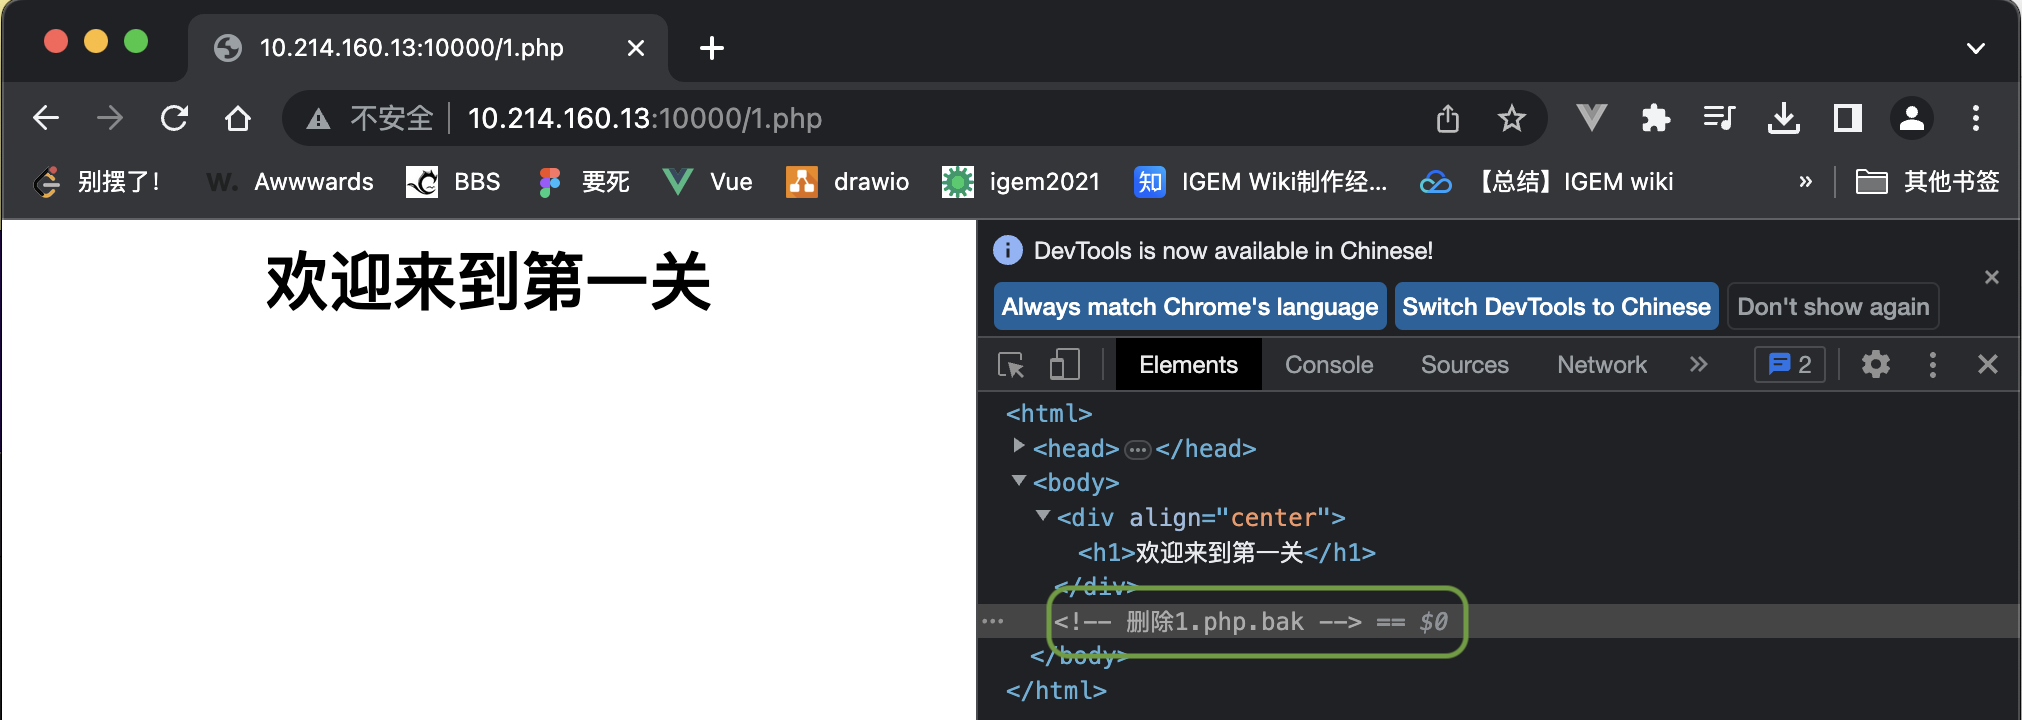 10.214.160.13:10000/1.php
不安全 10.214.160.13:10000/1.php
别摆了! W. Awwwards BBS 要死 Vue drawio igem2021 知 IGEM Wiki制作经... 【总结】IGEM wiki » 其他书签
欢迎来到第一关
DevTools is now available in Chinese!
Always match Chrome's language Switch DevTools to Chinese Don't show again
Elements Console Sources Network » 2
<html>
<head>…</head>
<body>
<div align="center">
<h1>欢迎来到第一关</h1>
</div>
<!-- 删除1.php.bak --> == $0
</body>
</html>